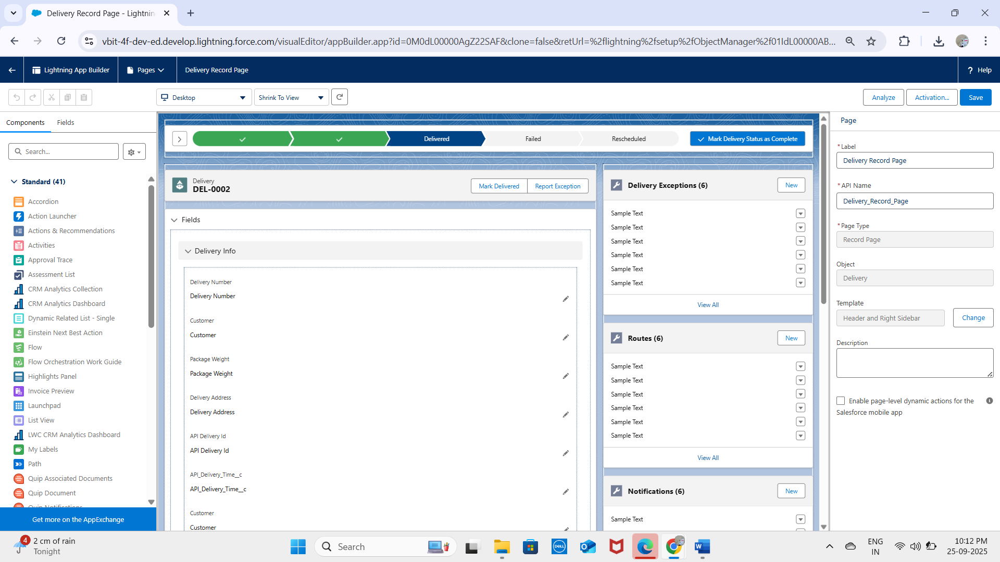 Delivery Record Page - Lightnin
vbit-4f-dev-ed.develop.lightning.force.com/visualEditor/appBuilder.app?id=0M0dL00000AgZ22SAF&clone=false&retUrl=%2flightning%2fsetup%2fObjectManager%2f01IdL00000AB...
Lightning App Builder
Pages
Delivery Record Page
? Help
Desktop
Shrink To View
Analyze
Activation...
Save
Components
Fields
Search...
Standard (41)
Accordion
Action Launcher
Actions & Recommendations
Activities
Approval Trace
Assessment List
CRM Analytics Collection
CRM Analytics Dashboard
Dynamic Related List - Single
Einstein Next Best Action
Flow
Flow Orchestration Work Guide
Highlights Panel
Invoice Preview
Launchpad
List View
LWC CRM Analytics Dashboard
My Labels
Path
Quip Associated Documents
Quip Document
Quip Notifications
Get more on the AppExchange
Delivered
Failed
Rescheduled
Mark Delivery Status as Complete
Delivery
DEL-0002
Mark Delivered
Report Exception
Fields
Delivery Info
Delivery Number
Delivery Number
Customer
Customer
Package Weight
Package Weight
Delivery Address
Delivery Address
API Delivery Id
API Delivery Id
API_Delivery_Time__c
API_Delivery_Time__c
Customer
Customer
Delivery Exceptions (6)
New
Sample Text
Sample Text
Sample Text
Sample Text
Sample Text
Sample Text
View All
Routes (6)
New
Sample Text
Sample Text
Sample Text
Sample Text
Sample Text
Sample Text
View All
Notifications (6)
New
Sample Text
Page
*Label
Delivery Record Page
*API Name
Delivery_Record_Page
*Page Type
Record Page
Object
Delivery
Template
Header and Right Sidebar
Change
Description
Enable page-level dynamic actions for the
Salesforce mobile app
4
2 cm of rain
Tonight
Search
DELL
ENG
IN
10:12 PM
25-09-2025